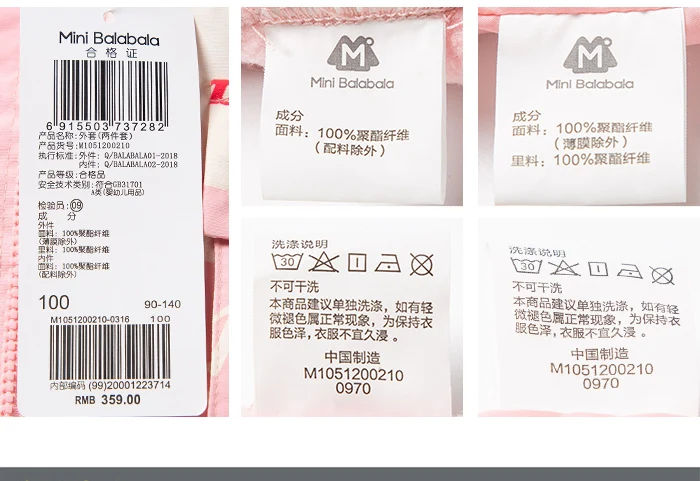 Mini Balabala
合格证
6 915503 737282
产品名称: 外套(两件套)
产品货号: M1051200210
执行标准: 外件: Q/BALABALA01-2018
内件: Q/BALABALA02-2018
产品等级: 合格品
安全技术类别: 符合GB31701
A类(婴幼儿用品)
检验员: 09
成 分
外件
面料: 100%聚酯纤维
(薄膜除外)
里料: 100%聚酯纤维
内件
面料: 100%聚酯纤维
(配料除外)
100 90-140
M1051200210-0316 100
内部编码 (99)20001223714
RMB 359.00
M
Mini Balabala
成分
面料: 100%聚酯纤维
(配料除外)
M
Mini Balabala
成分
面料: 100%聚酯纤维
(薄膜除外)
里料: 100%聚酯纤维
洗涤说明
30
不可干洗
本商品建议单独洗涤, 如有轻
微褪色属正常现象, 为保持衣
服色泽, 衣服不宜久浸。
中国制造
M1051200210
0970
洗涤说明
30
不可干洗
本商品建议单独洗涤, 如有轻
微褪色属正常现象, 为保持衣
服色泽, 衣服不宜久浸。
中国制造
M1051200210
0970